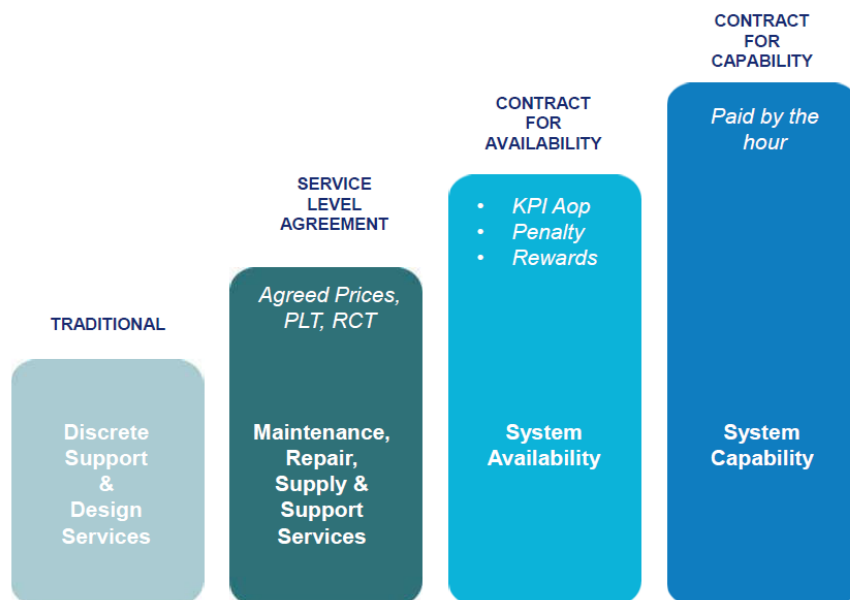 TRADITIONAL
Discrete
Support
&
Design
Services
SERVICE
LEVEL
AGREEMENT
Agreed Prices,
PLT, RCT
Maintenance,
Repair,
Supply &
Support
Services
CONTRACT
FOR
AVAILABILITY
• KPI Aop
• Penalty
• Rewards
System
Availability
CONTRACT
FOR
CAPABILITY
Paid by the
hour
System
Capability